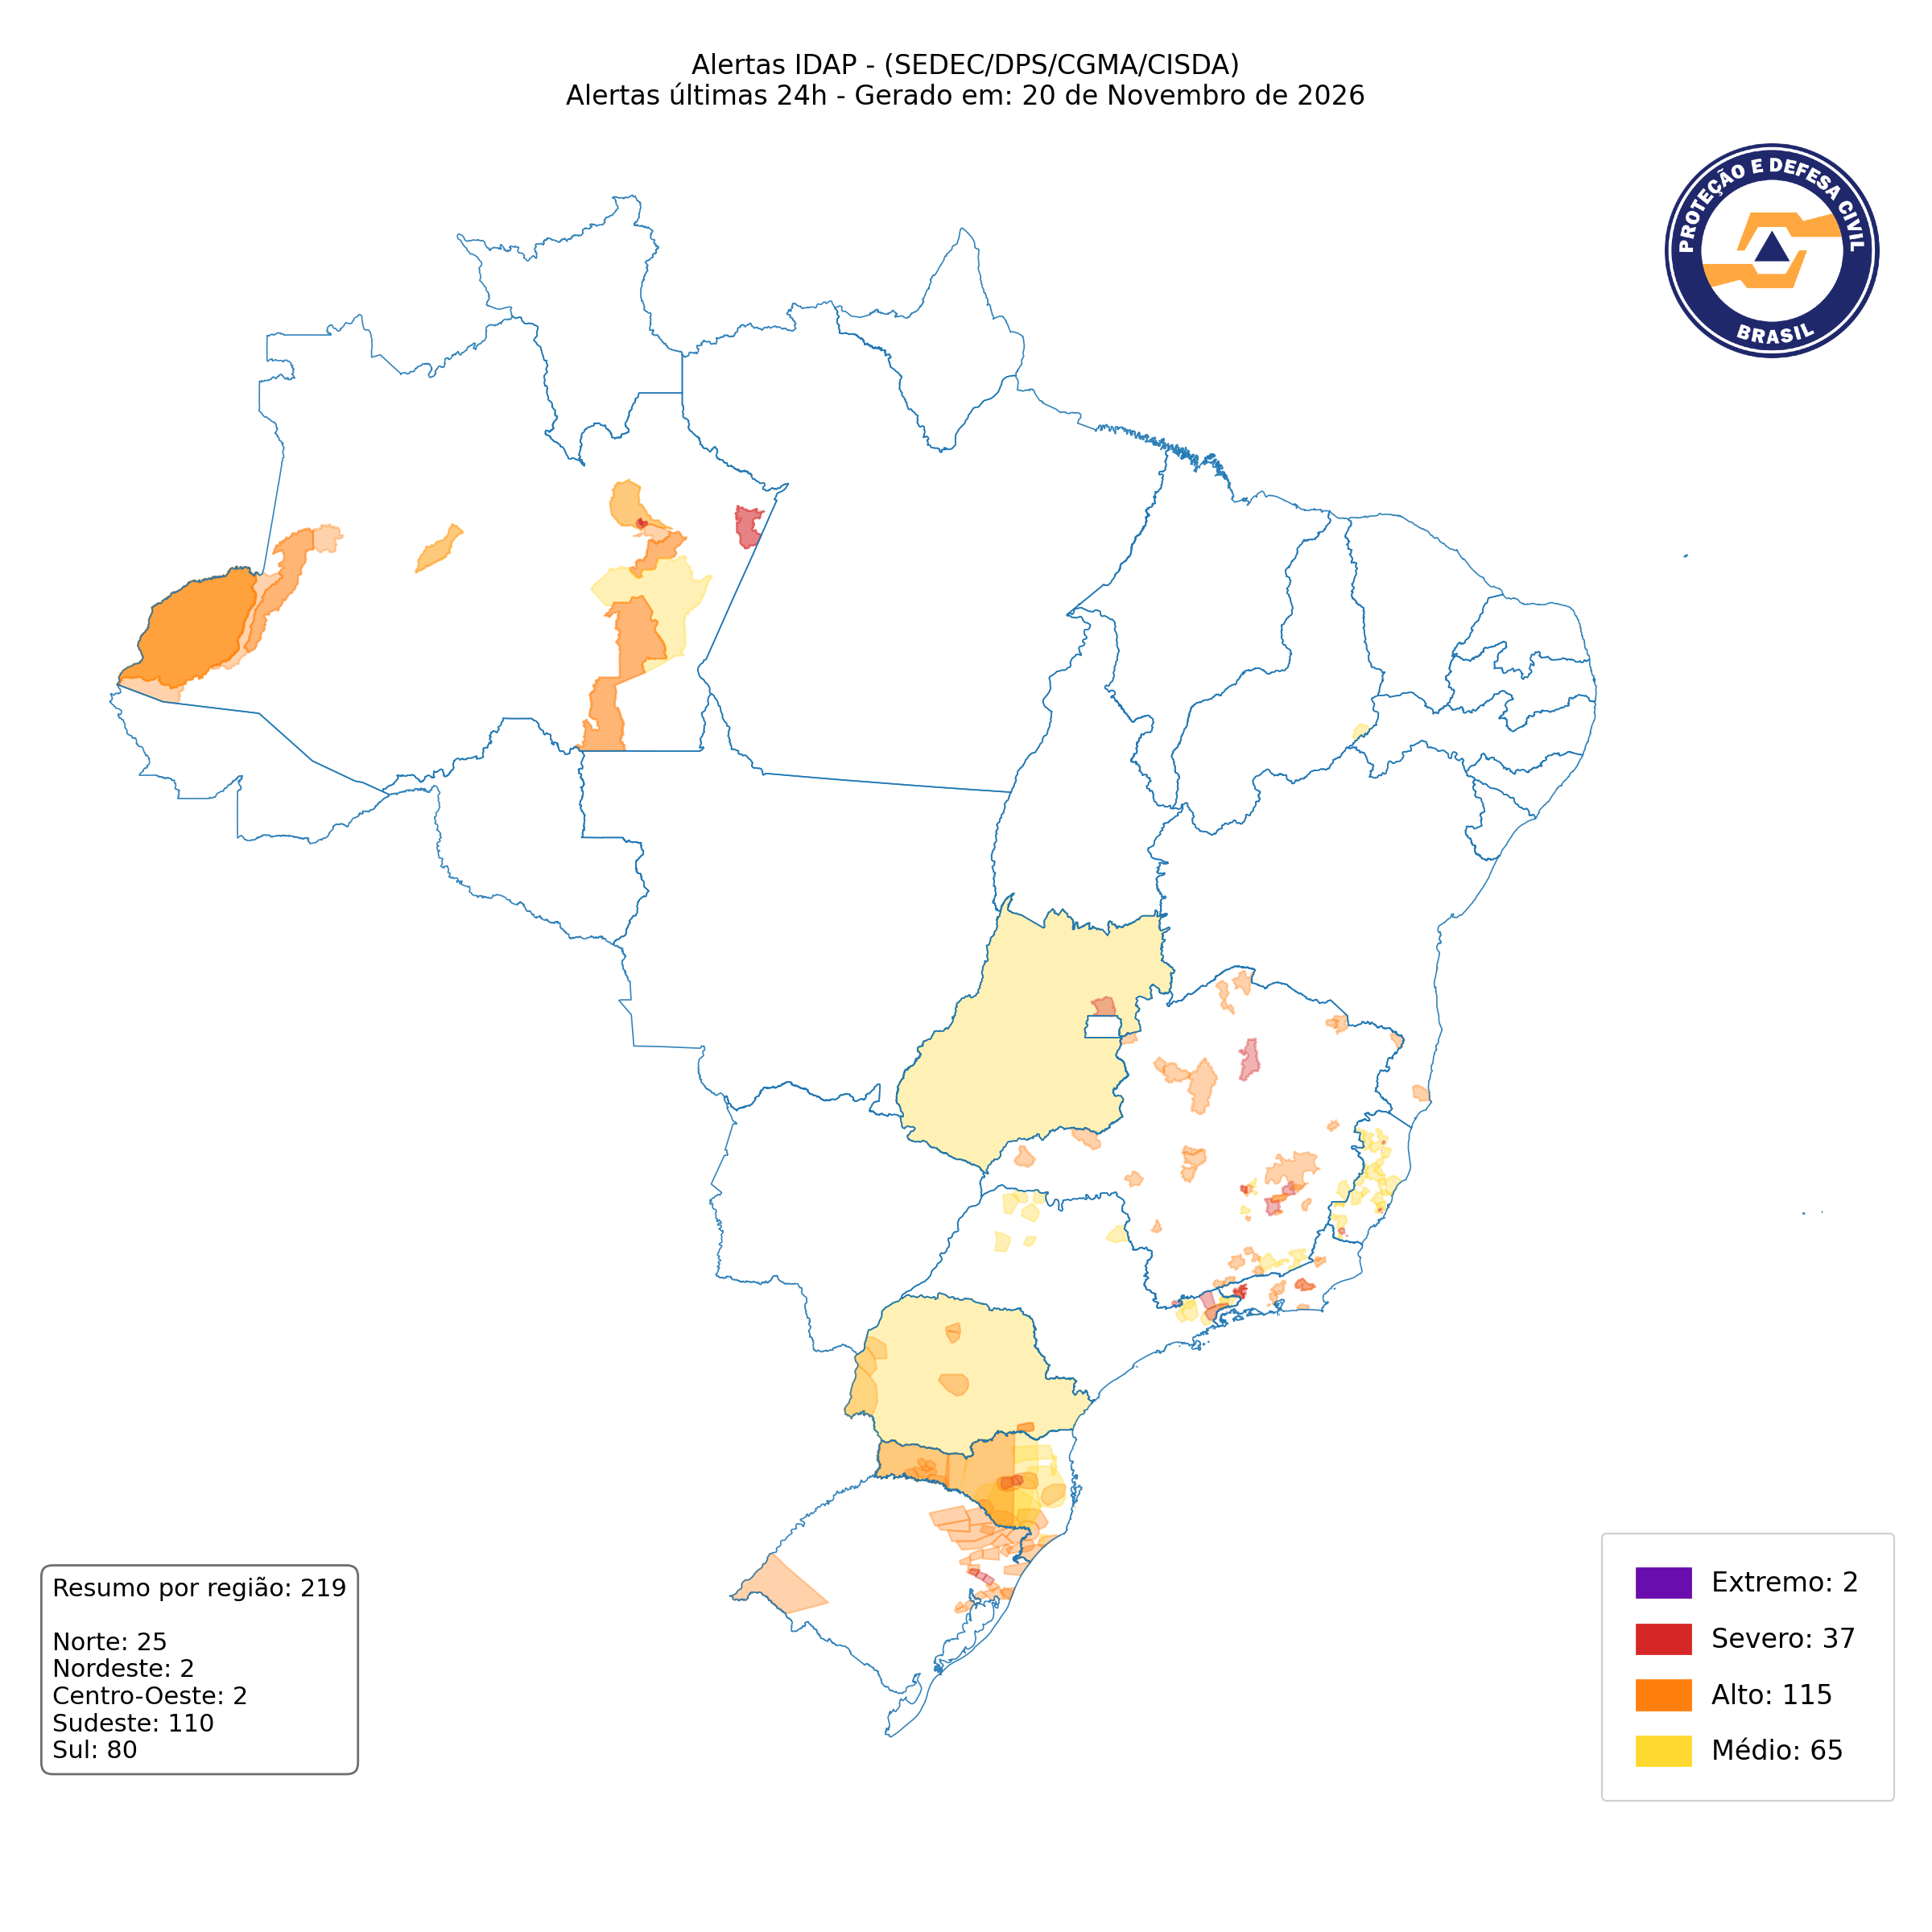 Alertas IDAP - (SEDEC/DPS/CGMA/CISDA)
Alertas últimas 24h - Gerado em: 20 de Novembro de 2026
PROTEÇÃO E DEFESA CIVIL
BRASIL
Resumo por região: 219
Norte: 25
Nordeste: 2
Centro-Oeste: 2
Sudeste: 110
Sul: 80
Extremo: 2
Severo: 37
Alto: 115
Médio: 65